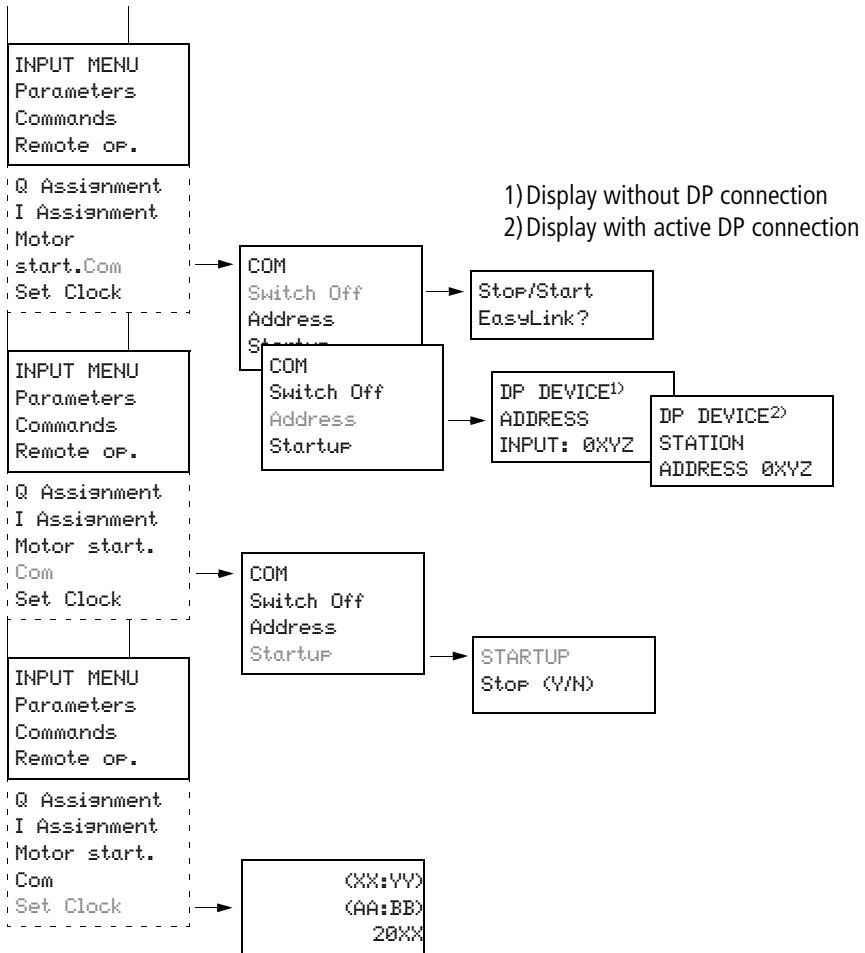 INPUT MENU
Parameters
Commands
Remote op.
Q Assignment
I Assignment
Motor
start.Com
Set Clock
1) Display without DP connection
2) Display with active DP connection
COM
Switch Off
Address
Startup
Stop/Start
EasyLink?
COM
Switch Off
Address
Startup
DP DEVICE1)
ADDRESS
INPUT: 0XYZ
DP DEVICE2)
STATION
ADDRESS 0XYZ
INPUT MENU
Parameters
Commands
Remote op.
Q Assignment
I Assignment
Motor start.
Com
Set Clock
COM
Switch Off
Address
Startup
STARTUP
Stop (Y/N)
INPUT MENU
Parameters
Commands
Remote op.
Q Assignment
I Assignment
Motor start.
Com
Set Clock
(XX:YY)
(AA:BB)
20XX